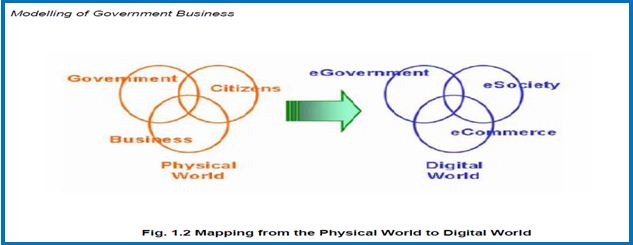 Modelling of Government Business
Government
Citizens
Business
Physical
World
eGovernment
eSociety
eCommerce
Digital
World
Fig. 1.2 Mapping from the Physical World to Digital World